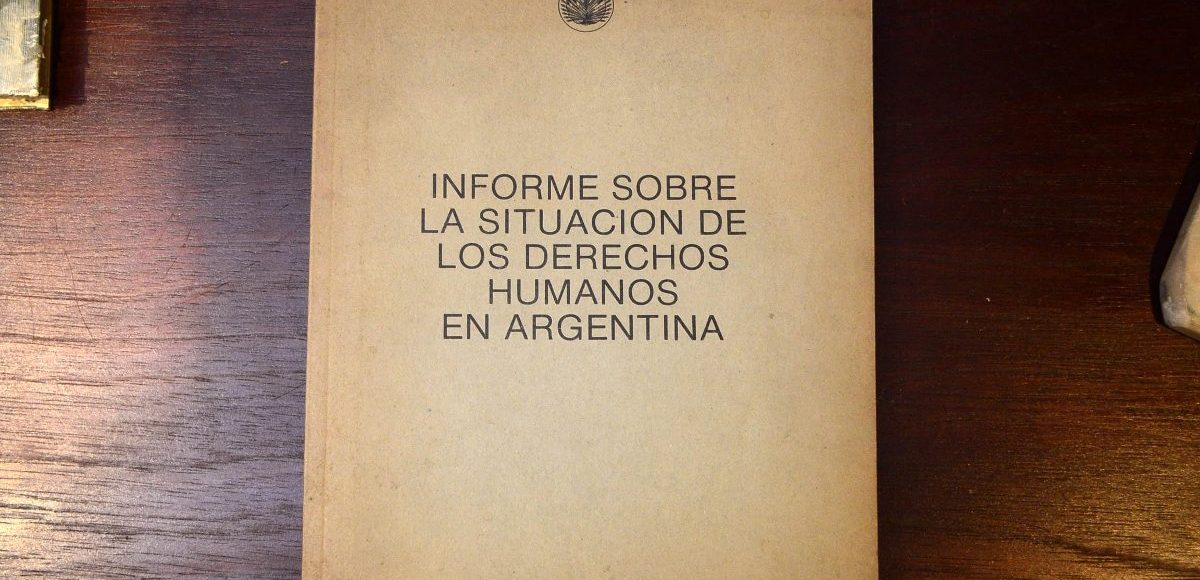 INFORME SOBRE
LA SITUACION DE
LOS DERECHOS
HUMANOS
EN ARGENTINA